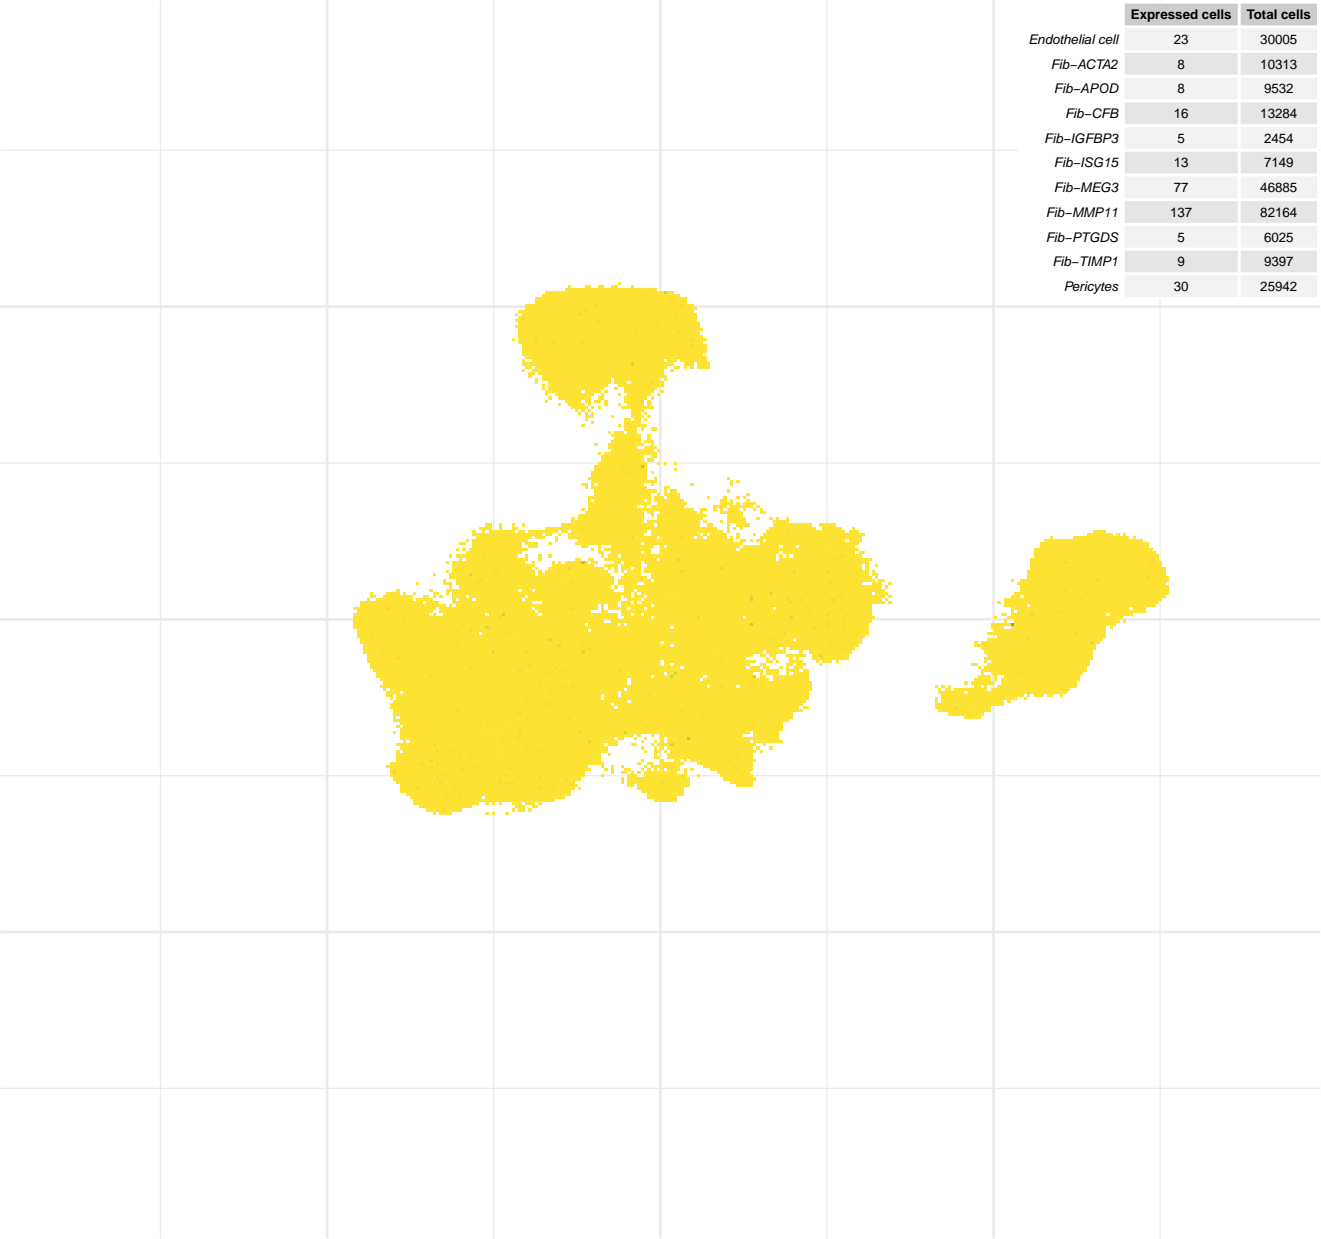 Expressed cells Total cells
Endothelial cell 23 30005
Fib−ACTA2 8 10313
Fib−APOD 8 9532
Fib−CFB 16 13284
Fib−IGFBP3 5 2454
Fib−ISG15 13 7149
Fib−MEG3 77 46885
Fib−MMP11 137 82164
Fib−PTGDS 5 6025
Fib−TIMP1 9 9397
Pericytes 30 25942